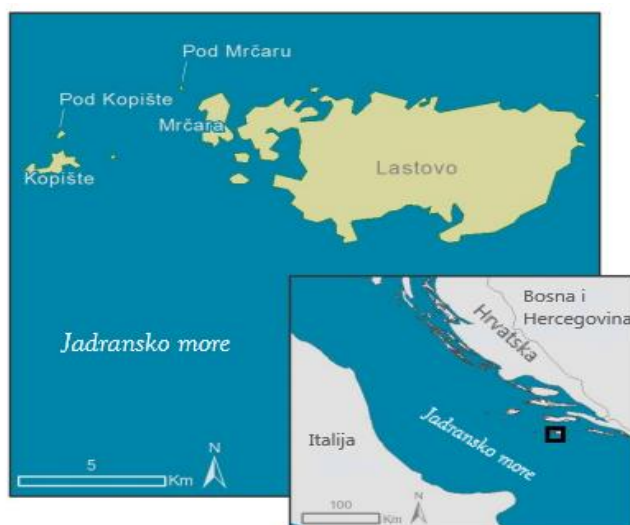 Pod Mrčaru
Pod Kopište
Mrčara
Kopište
Lastovo
Jadransko more
5
Km
N
Bosna i
Hercegovina
Hrvatska
Jadransko more
Italija
100
Km
N